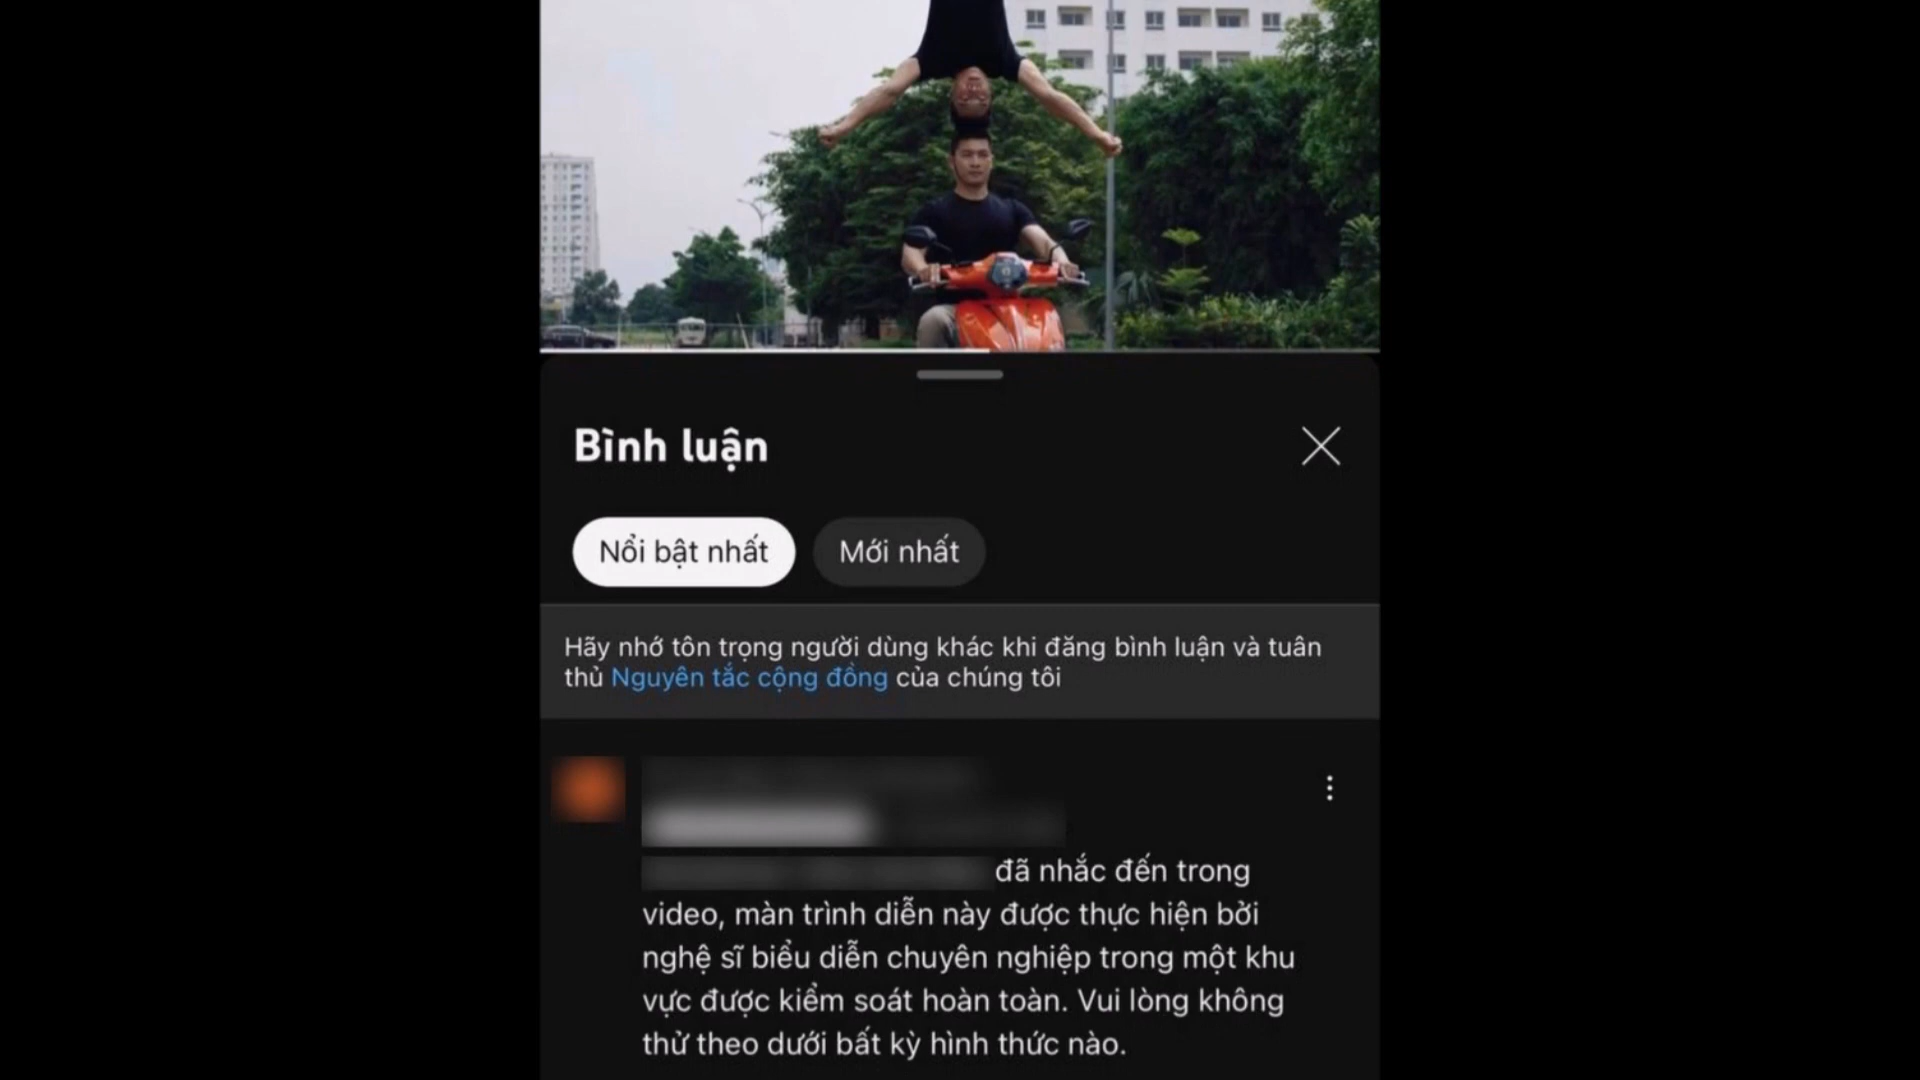 Bình luận
Nổi bật nhất
Mới nhất
Hãy nhớ tôn trọng người dùng khác khi đăng bình luận và tuân
thủ Nguyên tắc cộng đồng của chúng tôi
đã nhắc đến trong
video, màn trình diễn này được thực hiện bởi
nghệ sĩ biểu diễn chuyên nghiệp trong một khu
vực được kiểm soát hoàn toàn. Vui lòng không
thử theo dưới bất kỳ hình thức nào.